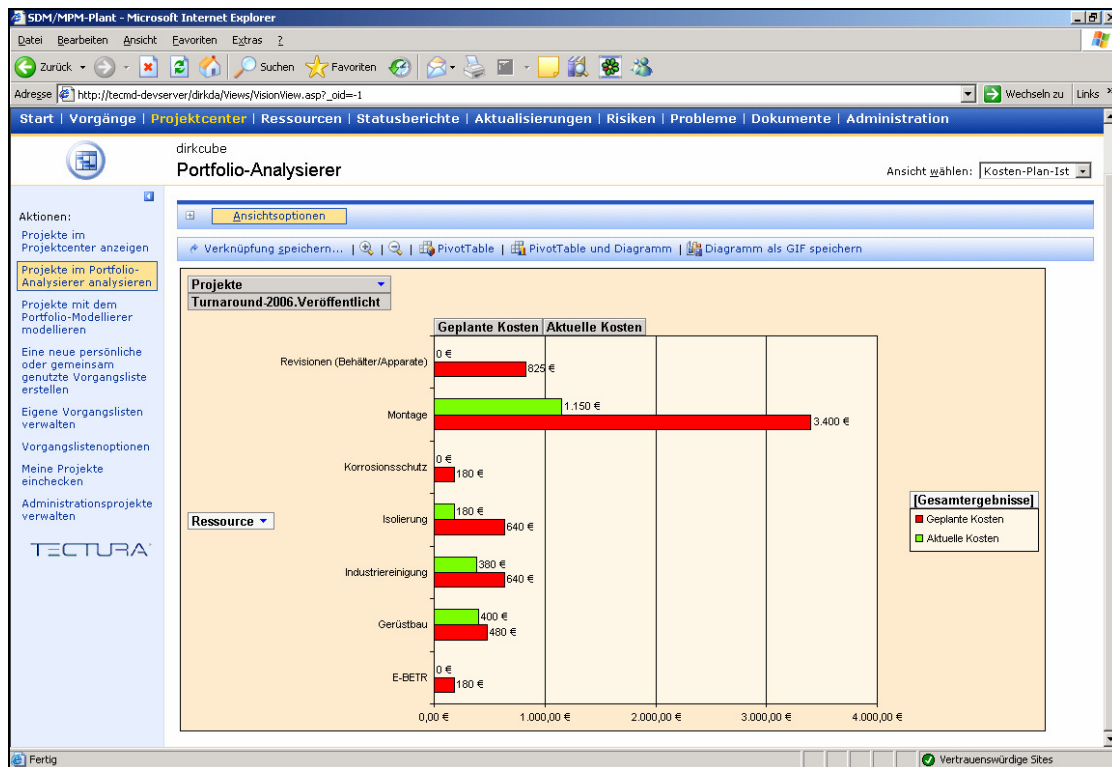 SDM/MPM-Plant - Microsoft Internet Explorer
Datei Bearbeiten Ansicht Favoriten Extras ?
Zurück Suchen Favoriten
Adresse http://tecmd-devserver/dirkda/Views/VisionView.asp?_oid=-1 Wechseln zu Links »
Start | Vorgänge | Projektcenter | Ressourcen | Statusberichte | Aktualisierungen | Risiken | Probleme | Dokumente | Administration
dirkcube
Portfolio-Analysierer
Ansicht wählen: Kosten-Plan-Ist
Aktionen:
Projekte im
Projektcenter anzeigen
Projekte im Portfolio-
Analysierer analysieren
Projekte mit dem
Portfolio-Modellierer
modellieren
Eine neue persönliche
oder gemeinsam
genutzte Vorgangsliste
erstellen
Eigene Vorgangslisten
verwalten
Vorgangslistenoptionen
Meine Projekte
einchecken
Administrationsprojekte
verwalten
TECTURA
Ansichtsoptionen
Verknüpfung speichern... | | | PivotTable | PivotTable und Diagramm | Diagramm als GIF speichern
Projekte
Turnaround-2006.Veröffentlicht
Geplante Kosten Aktuelle Kosten
Revisionen (Behälter/Apparate)
0 €
825 €
Montage
1.150 €
3.400 €
Korrosionsschutz
0 €
180 €
Ressource
Isolierung
180 €
640 €
Industriereinigung
380 €
640 €
Gerüstbau
400 €
480 €
E-BETR
0 €
180 €
0,00 € 1.000,00 € 2.000,00 € 3.000,00 € 4.000,00 €
[Gesamtergebnisse]
Geplante Kosten
Aktuelle Kosten
Fertig Vertrauenswürdige Sites